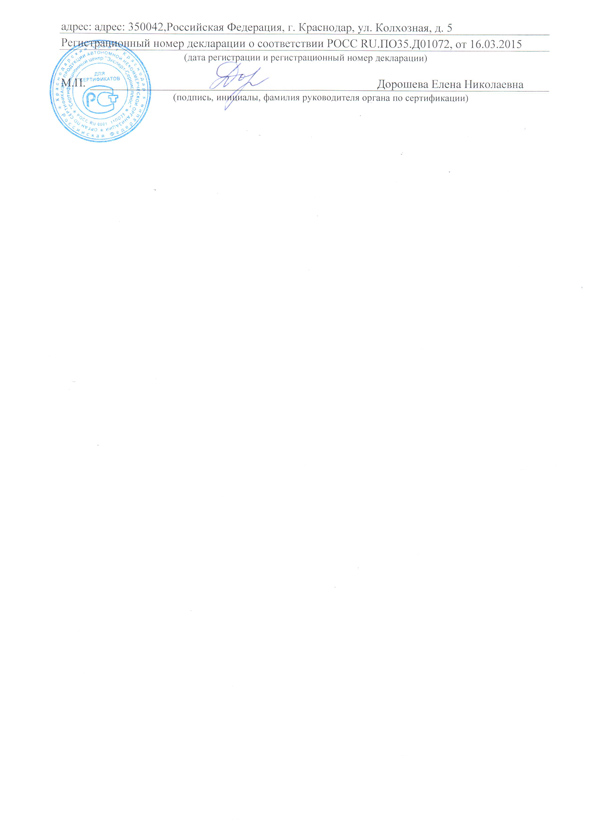 адрес: адрес: 350042,Российская Федерация, г. Краснодар, ул. Колхозная, д. 5
Регистрационный номер декларации о соответствии РОСС RU.ПО35.Д01072, от 16.03.2015
(дата регистрации и регистрационный номер декларации)
М.П.
Дорошева Елена Николаевна
(подпись, инициалы, фамилия руководителя органа по сертификации)
ДЛЯ
СЕРТИФИКАТОВ